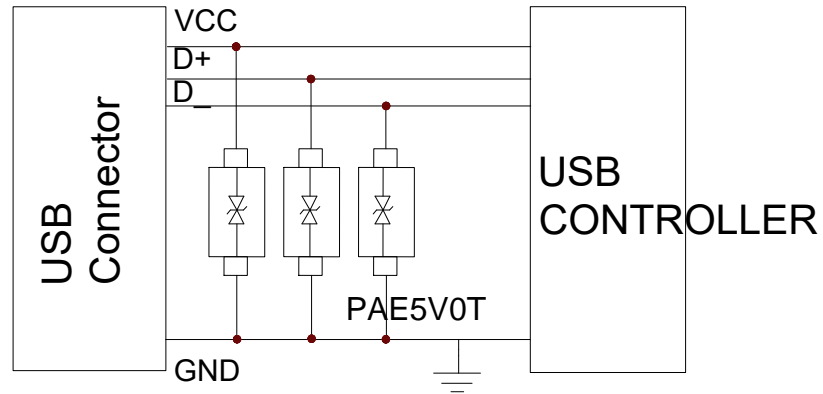 VCC
D+
D_
USB
Connector
USB
CONTROLLER
PAE5V0T
GND